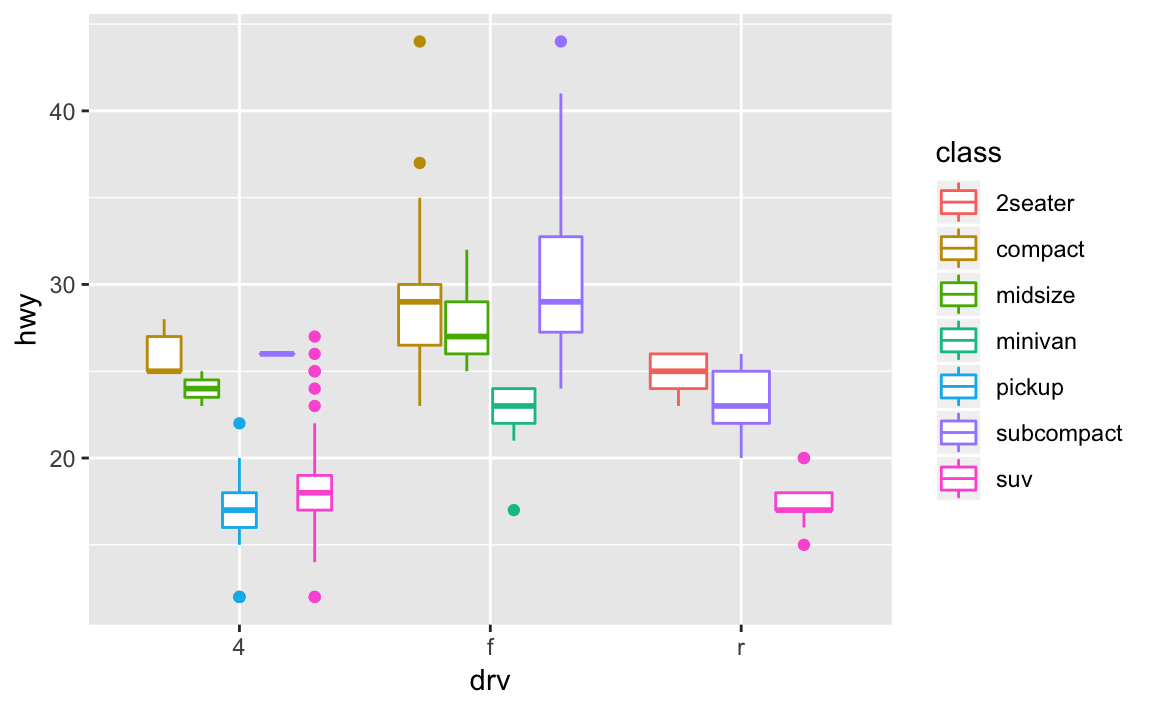 hwy
40
30
20
4
f
r
drv
class
2seater
compact
midsize
minivan
pickup
subcompact
suv